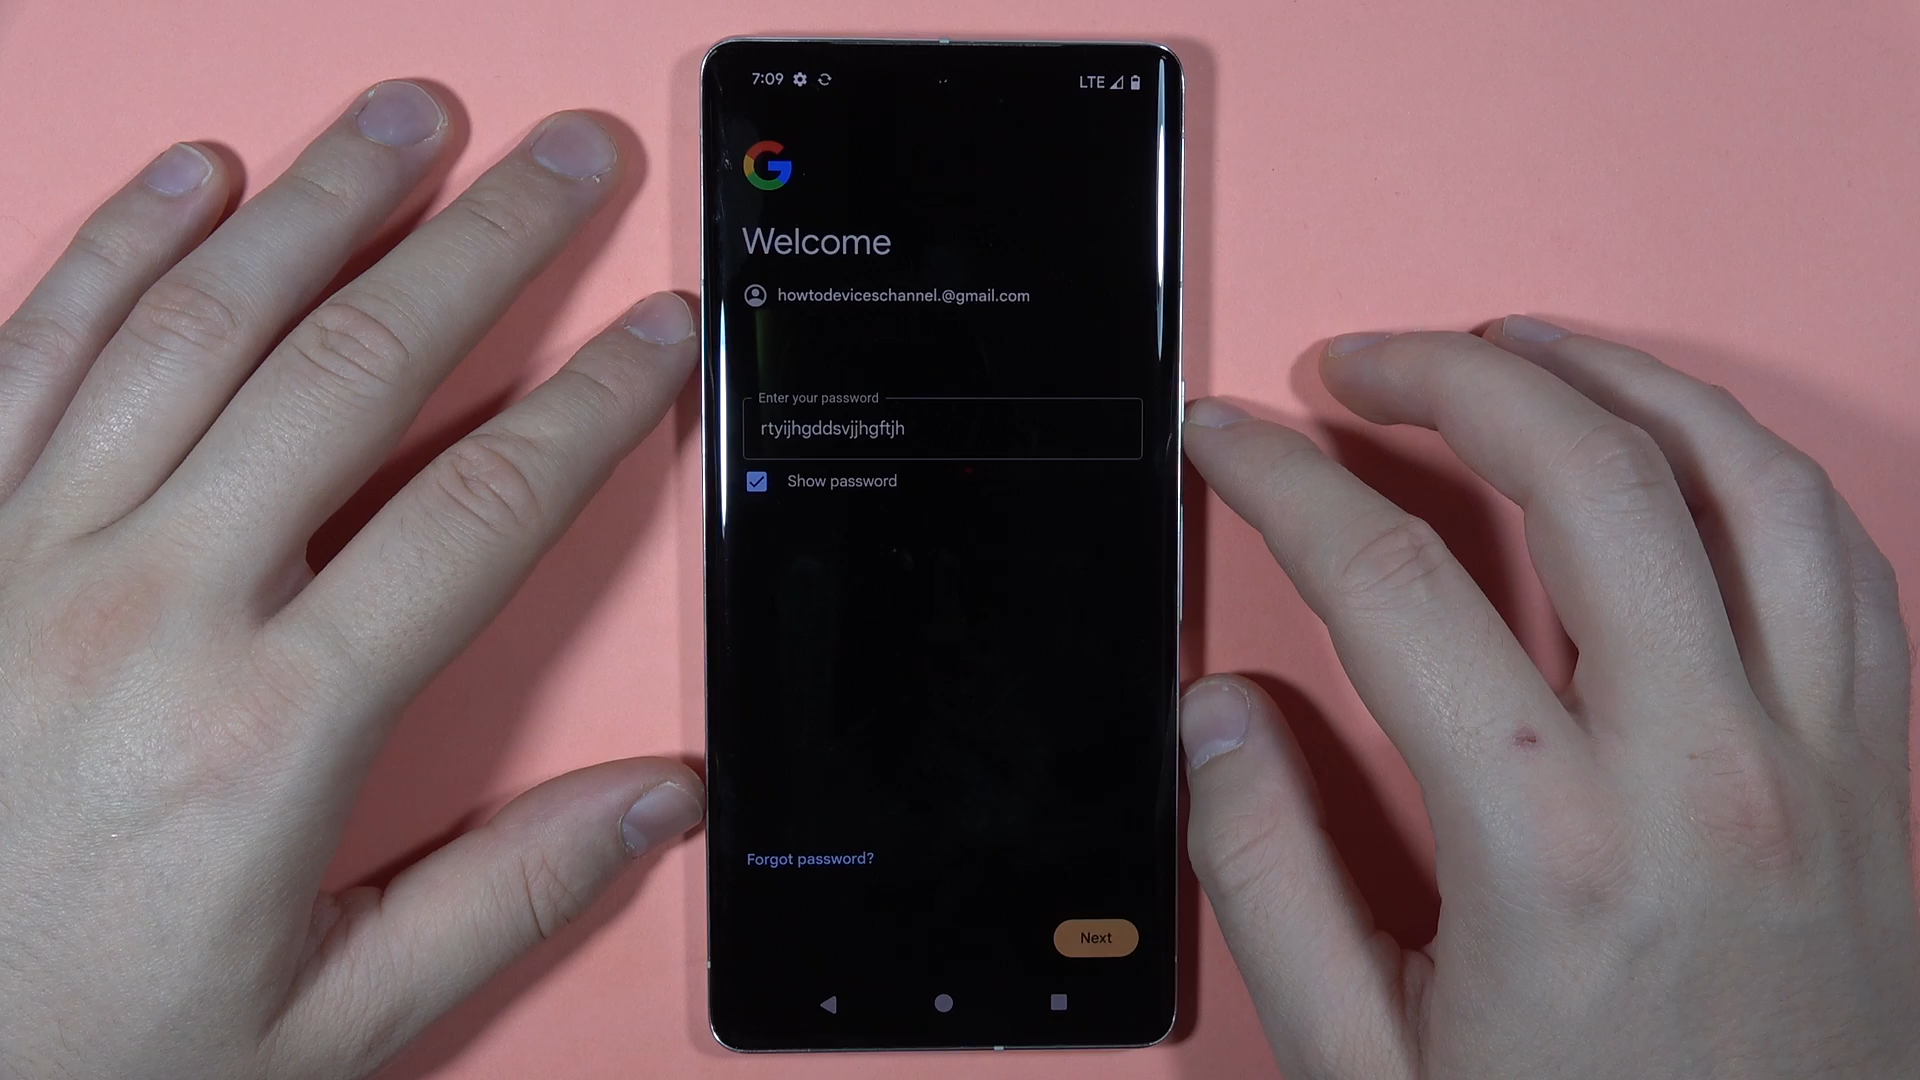 7:09 LTE
G
Welcome
howtodeviceschannel.@gmail.com
Enter your password
rtyijhgddsvjjhgftjh
Show password
Forgot password?
Next